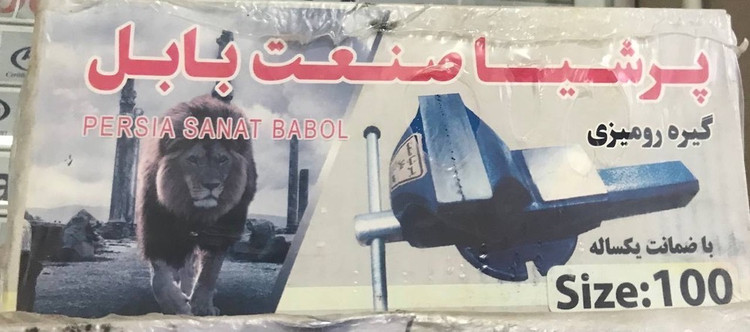 پرشیا صنعت بابل
PERSIA SANAT BABOL
گیره رومیزی
با ضمانت یکساله
Size:100